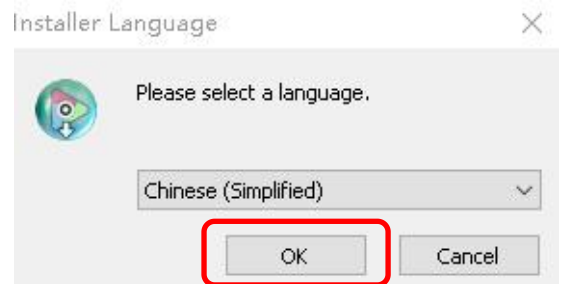 Installer Language
Please select a language.
Chinese (Simplified)
OK
Cancel